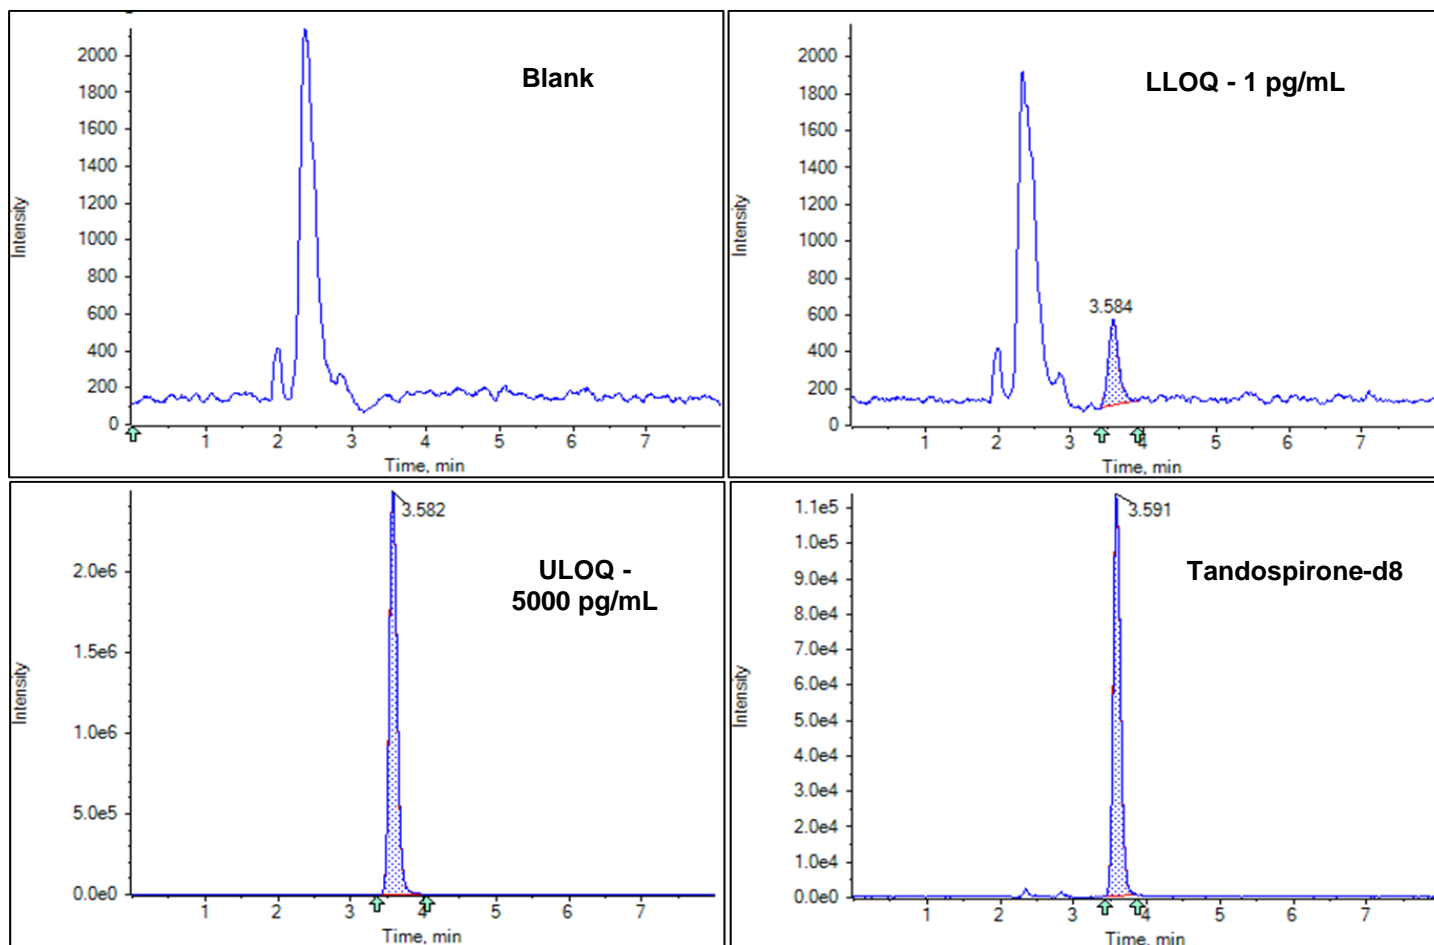 Blank
2000
1800
1600
1400
1200
1000
800
600
400
200
0
Intensity
1 2 3 4 5 6 7
Time, min
LLOQ - 1 pg/mL
2000
1800
1600
1400
1200
1000
800
600
400
200
0
Intensity
3.584
1 2 3 4 5 6 7
Time, min
3.582
ULOQ -
5000 pg/mL
2.0e6
1.5e6
1.0e6
5.0e5
0.0e0
Intensity
1 2 3 4 5 6 7
Time, min
3.591
Tandospirone-d8
1.1e5
1.0e5
9.0e4
8.0e4
7.0e4
6.0e4
5.0e4
4.0e4
3.0e4
2.0e4
1.0e4
0.0e0
Intensity
1 2 3 4 5 6 7
Time, min